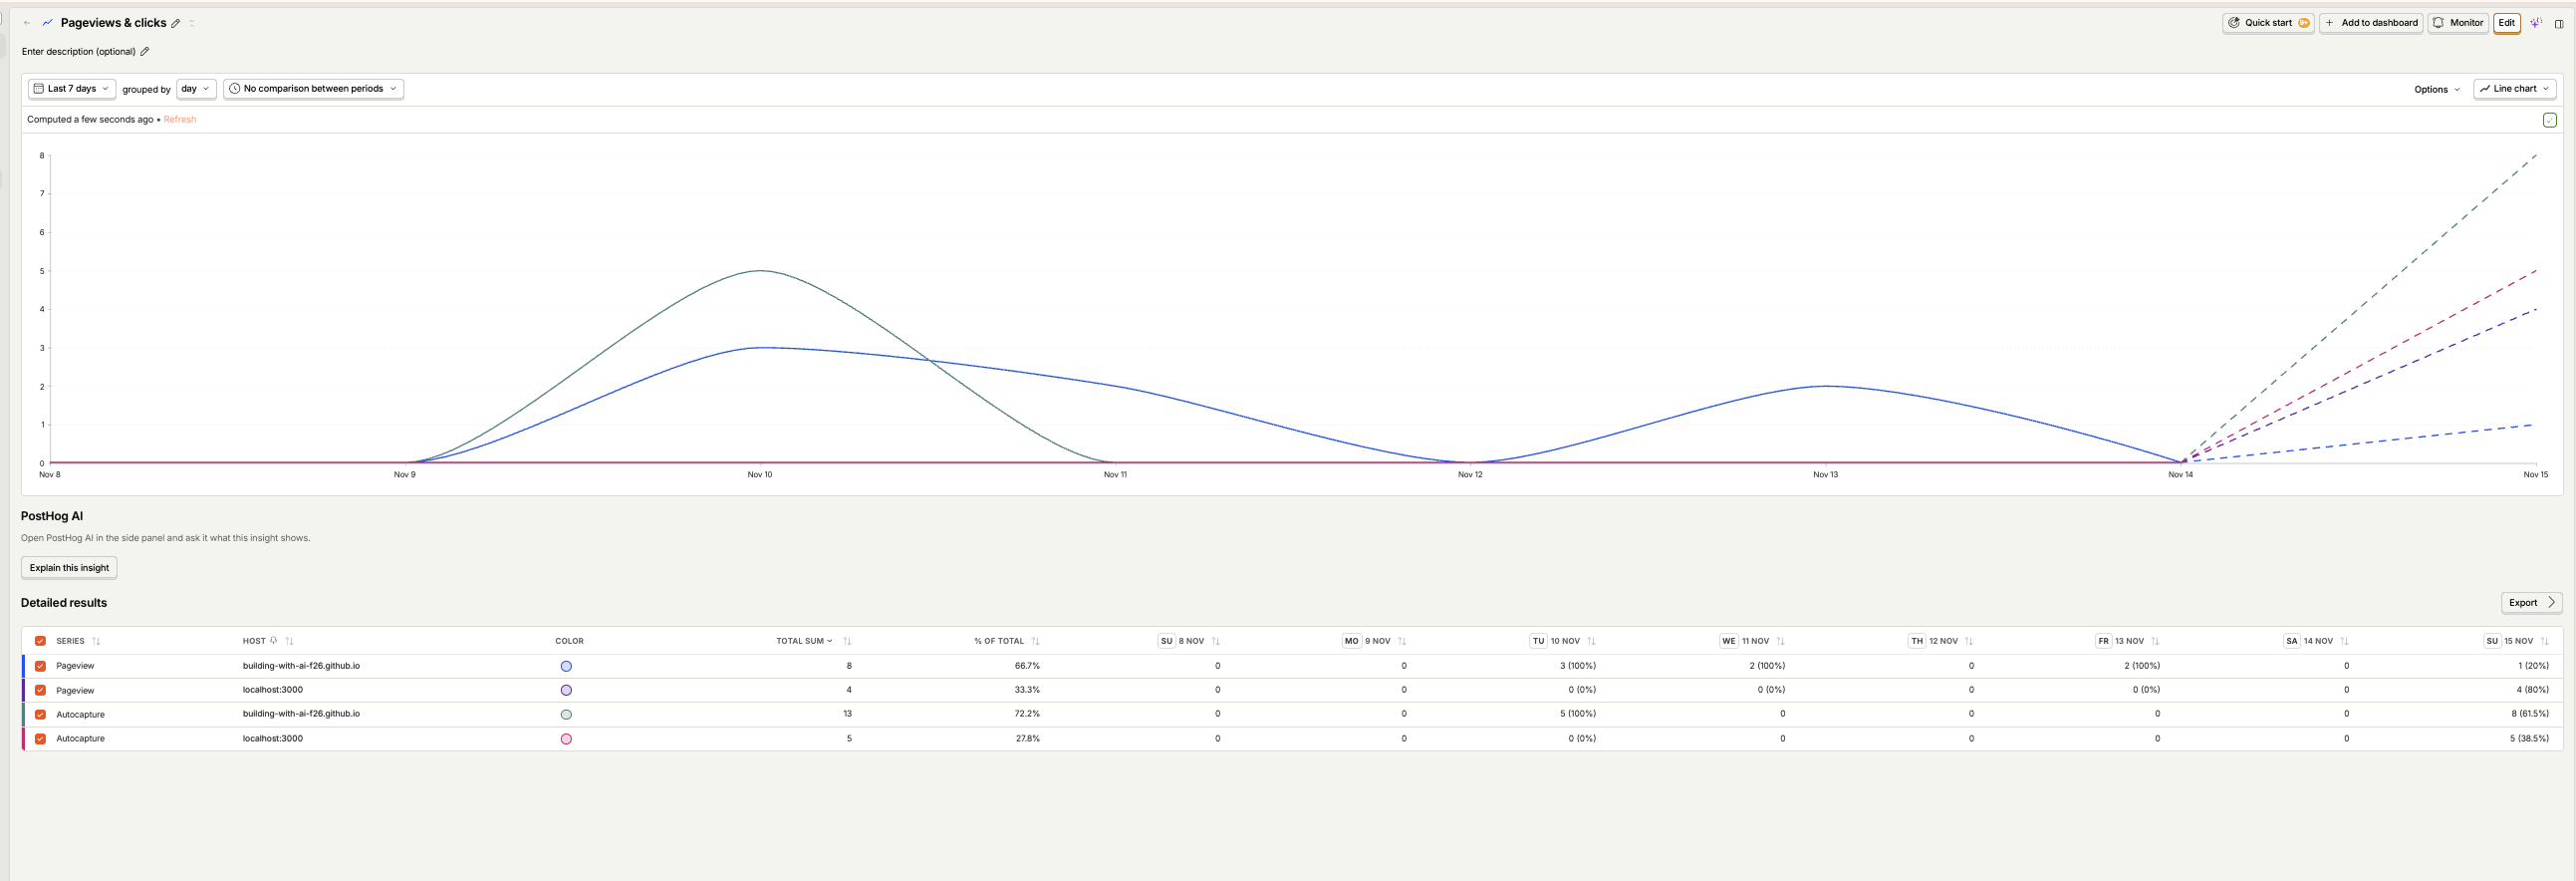 Pageviews & clicks
Quick start
Add to dashboard
Monitor
Edit
Enter description (optional)
Last 7 days grouped by day No comparison between periods
Options Line chart
Computed a few seconds ago • Refresh
8
7
6
5
4
3
2
1
0
Nov 8 Nov 9 Nov 10 Nov 11 Nov 12 Nov 13 Nov 14 Nov 15
PostHog AI
Open PostHog AI in the side panel and ask it what this insight shows.
Explain this insight
Detailed results
Export
SERIES HOST COLOR TOTAL SUM % OF TOTAL SU 8 NOV MO 9 NOV TU 10 NOV WE 11 NOV TH 12 NOV FR 13 NOV SA 14 NOV SU 15 NOV
Pageview building-with-ai-f26.github.io 8 66.7% 0 0 3 (100%) 2 (100%) 0 2 (100%) 0 1 (20%)
Pageview localhost:3000 4 33.3% 0 0 0 (0%) 0 (0%) 0 0 (0%) 0 4 (80%)
Autocapture building-with-ai-f26.github.io 13 72.2% 0 0 5 (100%) 0 0 0 0 8 (61.5%)
Autocapture localhost:3000 5 27.8% 0 0 0 (0%) 0 0 0 0 5 (38.5%)